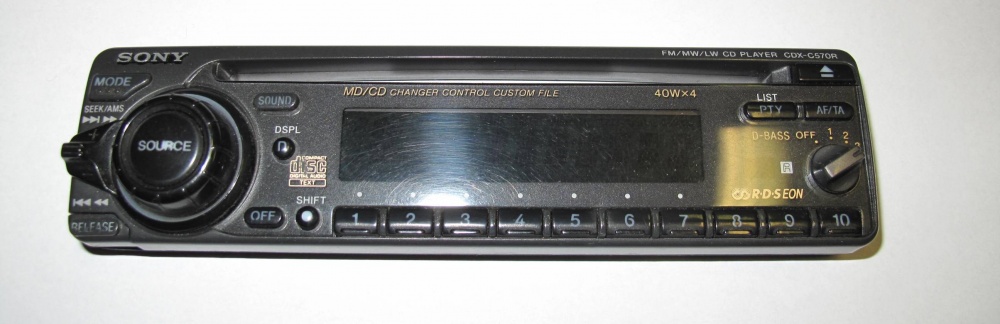 SONY
FM/MW/LW CD PLAYER CDX-C570R
MODE
SEEK/AMS
SOURCE
RELEASE
SOUND
DSPL
D
COMPACT
disc
DIGITAL AUDIO
TEXT
SHIFT
OFF
MD/CD CHANGER CONTROL CUSTOM FILE
40W×4
LIST
PTY
AF/TA
D-BASS OFF 1 2 3
R·D·S EON
1 2 3 4 5 6 7 8 9 10